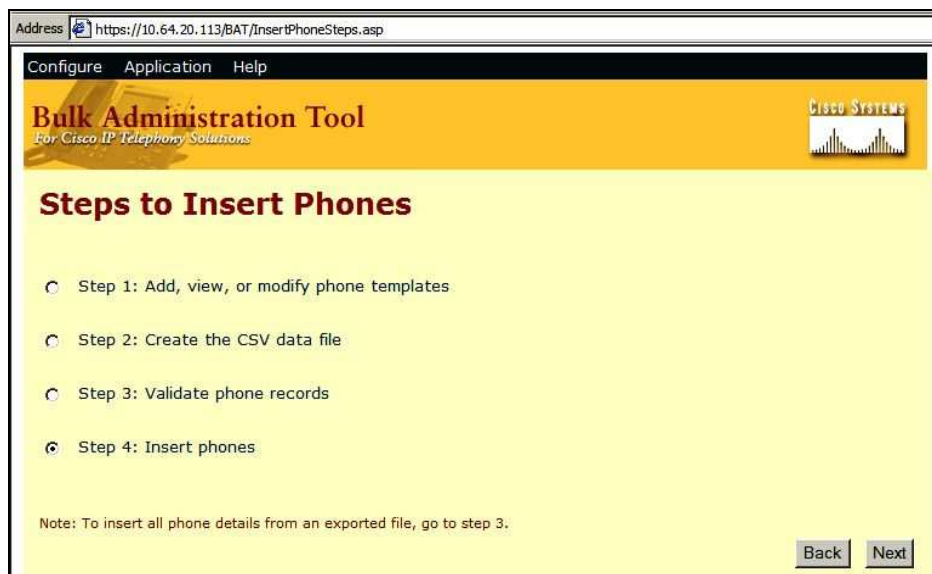 Address https://10.64.20.113/BAT/InsertPhoneSteps.asp
Configure Application Help
Bulk Administration Tool
For Cisco IP Telephony Solutions
CISCO SYSTEMS
Steps to Insert Phones
Step 1: Add, view, or modify phone templates
Step 2: Create the CSV data file
Step 3: Validate phone records
Step 4: Insert phones
Note: To insert all phone details from an exported file, go to step 3.
Back Next